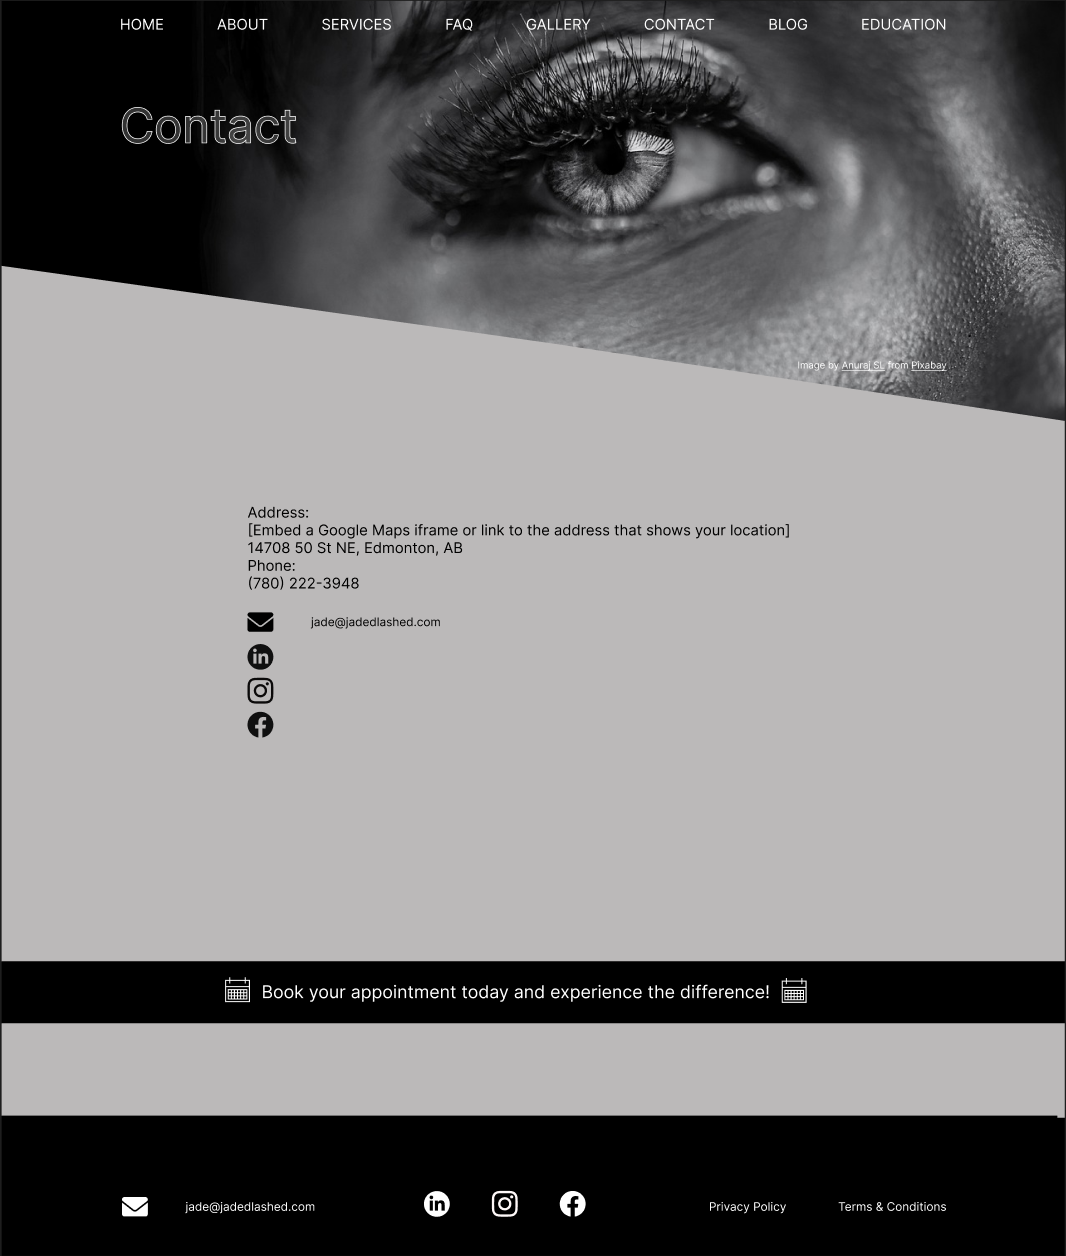 HOME ABOUT SERVICES FAQ GALLERY CONTACT BLOG EDUCATION
Contact
Image by Anuraj SL from Pixabay
Address:
[Embed a Google Maps iframe or link to the address that shows your location]
14708 50 St NE, Edmonton, AB
Phone:
(780) 222-3948
jade@jadedlashed.com
in
Book your appointment today and experience the difference!
jade@jadedlashed.com in Privacy Policy Terms & Conditions